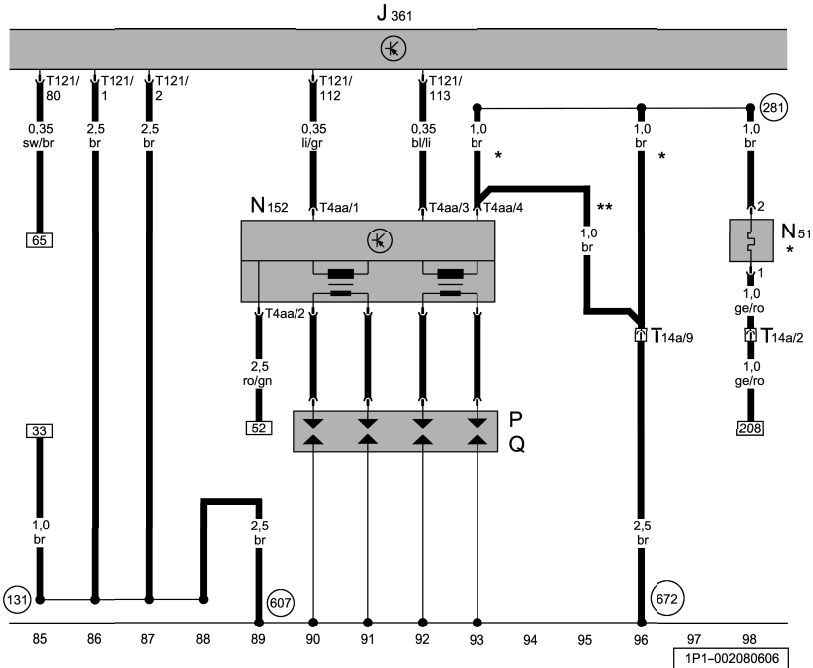 J 361
T121/ T121/ T121/ T121/ T121/
80 1 2 112 113
281
0,35 2,5 2,5 0,35 0,35 1,0 1,0 1,0
sw/br br br li/gr bl/li br br br
* *
N 152 T4aa/1 T4aa/3 T4aa/4 ** 2
65 1,0 N 51
br *
1
1,0
ge/ro
T4aa/2 T14a/9 T14a/2
2,5 1,0
ro/gn ge/ro
33 52 P 208
Q
1,0 2,5 2,5
br br br
131 607 672
85 86 87 88 89 90 91 92 93 94 95 96 97 98
1P1-002080606